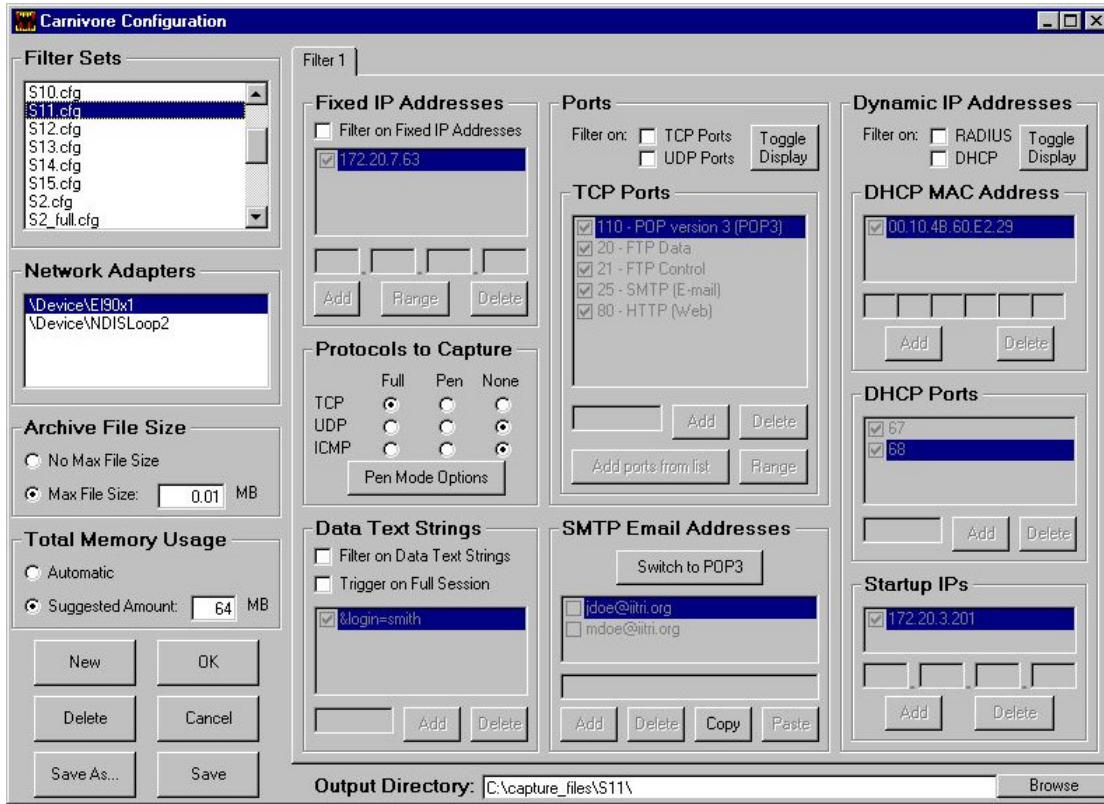 Carnivore Configuration
Filter Sets
S10.cfg
S11.cfg
S12.cfg
S13.cfg
S14.cfg
S15.cfg
S2.cfg
S2_full.cfg
Network Adapters
\Device\El90x1
\Device\NDISLoop2
Archive File Size
No Max File Size
Max File Size: 0.01 MB
Total Memory Usage
Automatic
Suggested Amount: 64 MB
New OK
Delete Cancel
Save As... Save
Filter 1
Fixed IP Addresses
Filter on Fixed IP Addresses
172.20.7.63
Add Range Delete
Protocols to Capture
Full Pen None
TCP
UDP
ICMP
Pen Mode Options
Data Text Strings
Filter on Data Text Strings
Trigger on Full Session
&login=smith
Add Delete
Ports
Filter on: TCP Ports
UDP Ports
Toggle Display
TCP Ports
110 - POP version 3 (POP3)
20 - FTP Data
21 - FTP Control
25 - SMTP (E-mail)
80 - HTTP (Web)
Add Delete
Add ports from list Range
SMTP Email Addresses
Switch to POP3
jdoe@iitri.org
mdoe@iitri.org
Add Delete Copy Paste
Dynamic IP Addresses
Filter on: RADIUS
DHCP
Toggle Display
DHCP MAC Address
00.10.4B.60.E2.29
Add Delete
DHCP Ports
67
68
Add Delete
Startup IPs
172.20.3.201
Add Delete
Output Directory: C:\capture_files\S11\ Browse